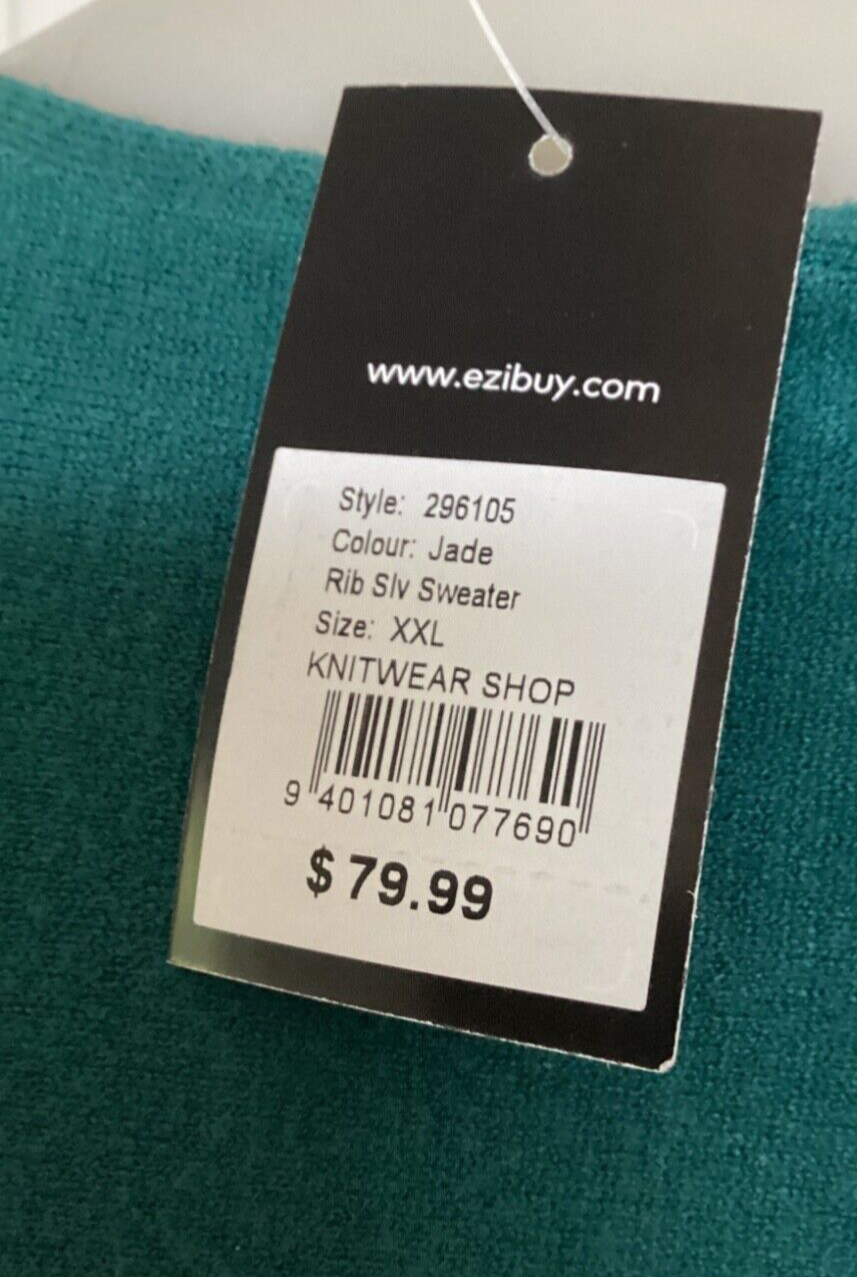 www.ezibuy.com
Style: 296105
Colour: Jade
Rib Slv Sweater
Size: XXL
KNITWEAR SHOP
9 401081 077690
$79.99